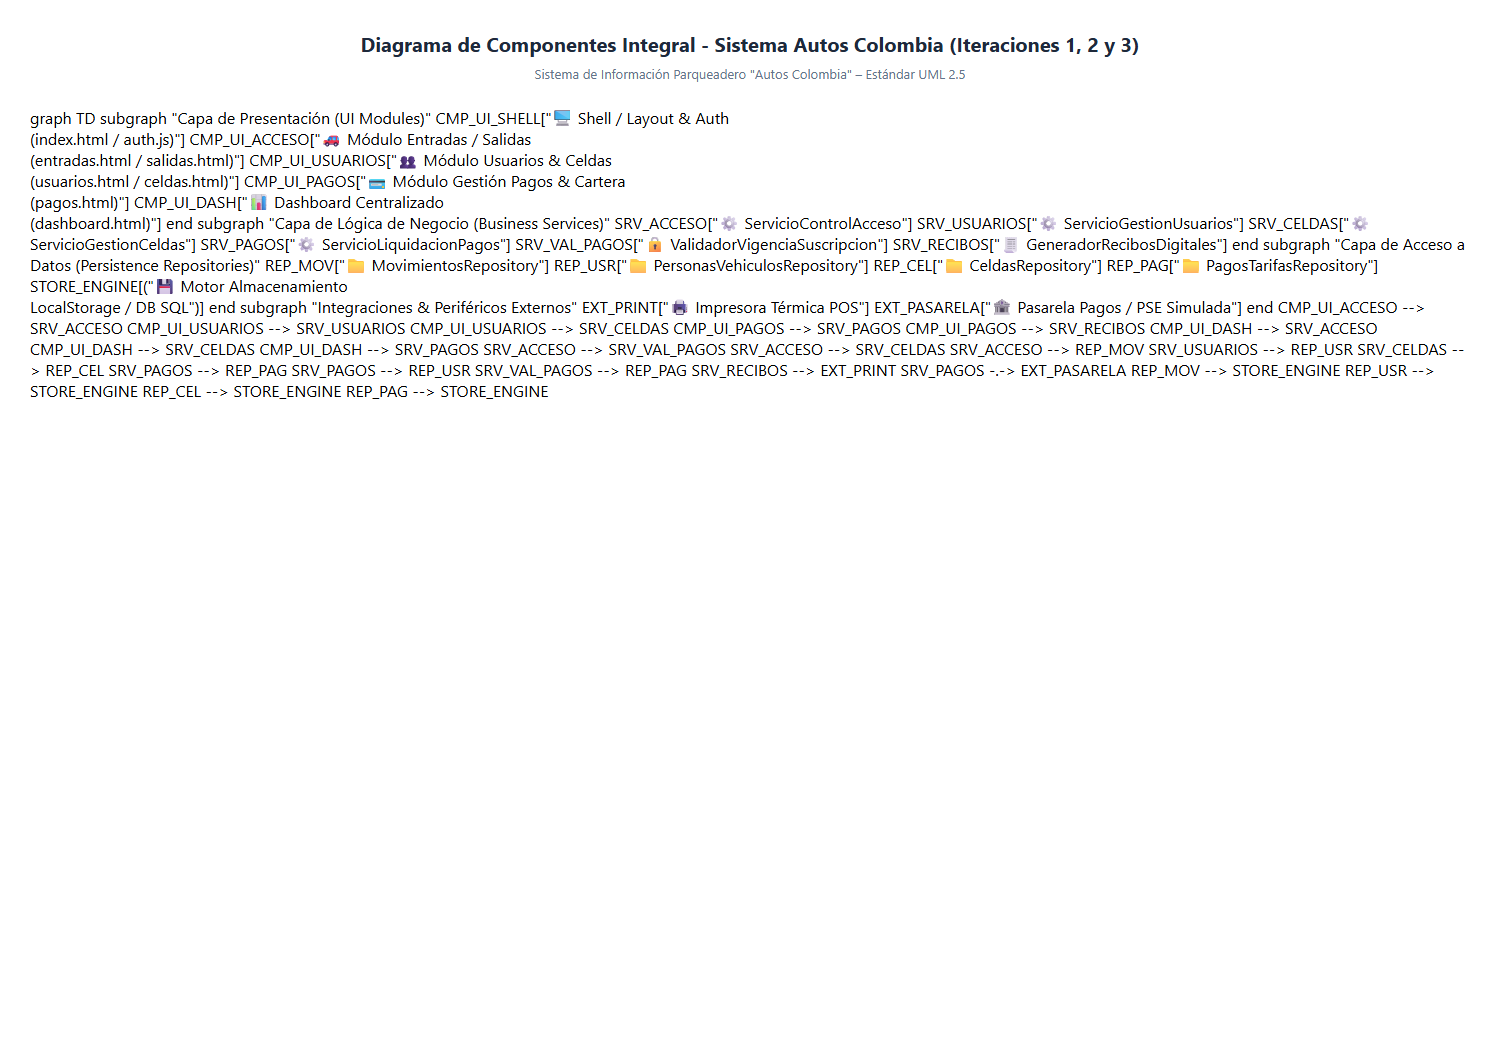 Diagrama de Componentes Integral - Sistema Autos Colombia (Iteraciones 1, 2 y 3)
Sistema de Información Parqueadero "Autos Colombia" – Estándar UML 2.5
graph TD subgraph "Capa de Presentación (UI Modules)" CMP_UI_SHELL["🖥️ Shell / Layout & Auth
(index.html / auth.js)"] CMP_UI_ACCESO["🚗 Módulo Entradas / Salidas
(entradas.html / salidas.html)"] CMP_UI_USUARIOS["👥 Módulo Usuarios & Celdas
(usuarios.html / celdas.html)"] CMP_UI_PAGOS["💳 Módulo Gestión Pagos & Cartera
(pagos.html)"] CMP_UI_DASH["📊 Dashboard Centralizado
(dashboard.html)"] end subgraph "Capa de Lógica de Negocio (Business Services)" SRV_ACCESO["⚙️ ServicioControlAcceso"] SRV_USUARIOS["⚙️ ServicioGestionUsuarios"] SRV_CELDAS["⚙️
ServicioGestionCeldas"] SRV_PAGOS["⚙️ ServicioLiquidacionPagos"] SRV_VAL_PAGOS["🔒 ValidadorVigenciaSuscripcion"] SRV_RECIBOS["🧾 GeneradorRecibosDigitales"] end subgraph "Capa de Acceso a
Datos (Persistence Repositories)" REP_MOV["📁 MovimientosRepository"] REP_USR["📁 PersonasVehiculosRepository"] REP_CEL["📁 CeldasRepository"] REP_PAG["📁 PagosTarifasRepository"]
STORE_ENGINE[("💾 Motor Almacenamiento
LocalStorage / DB SQL")] end subgraph "Integraciones & Periféricos Externos" EXT_PRINT["🖨️ Impresora Térmica POS"] EXT_PASARELA["🏦 Pasarela Pagos / PSE Simulada"] end CMP_UI_ACCESO -->
SRV_ACCESO CMP_UI_USUARIOS --> SRV_USUARIOS CMP_UI_USUARIOS --> SRV_CELDAS CMP_UI_PAGOS --> SRV_PAGOS CMP_UI_PAGOS --> SRV_RECIBOS CMP_UI_DASH --> SRV_ACCESO
CMP_UI_DASH --> SRV_CELDAS CMP_UI_DASH --> SRV_PAGOS SRV_ACCESO --> SRV_VAL_PAGOS SRV_ACCESO --> SRV_CELDAS SRV_ACCESO --> REP_MOV SRV_USUARIOS --> REP_USR SRV_CELDAS --
> REP_CEL SRV_PAGOS --> REP_PAG SRV_PAGOS --> REP_USR SRV_VAL_PAGOS --> REP_PAG SRV_RECIBOS --> EXT_PRINT SRV_PAGOS -.-> EXT_PASARELA REP_MOV --> STORE_ENGINE REP_USR -->
STORE_ENGINE REP_CEL --> STORE_ENGINE REP_PAG --> STORE_ENGINE